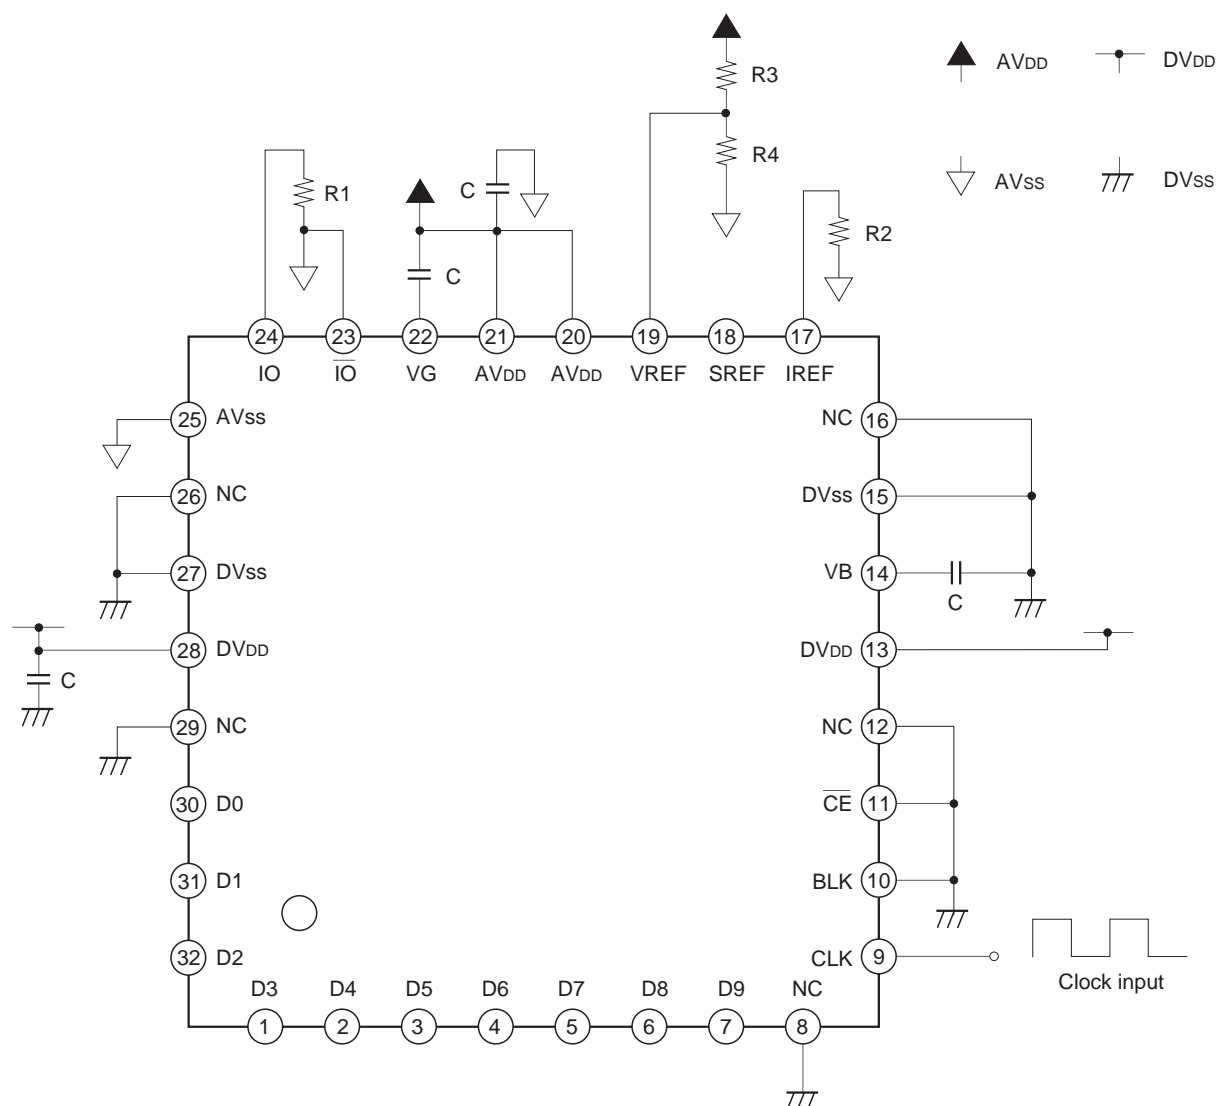 R3
AVDD
DVDD
R4
AVss
DVss
R1
C
C
R2
24
23
22
21
20
19
18
17
IO
IO
VG
AVDD
AVDD
VREF
SREF
IREF
25
AVss
NC
16
26
NC
DVss
15
27
DVss
VB
14
C
28
DVDD
DVDD
13
C
29
NC
NC
12
30
D0
CE
11
31
D1
BLK
10
32
D2
CLK
9
Clock input
D3
D4
D5
D6
D7
D8
D9
NC
1
2
3
4
5
6
7
8